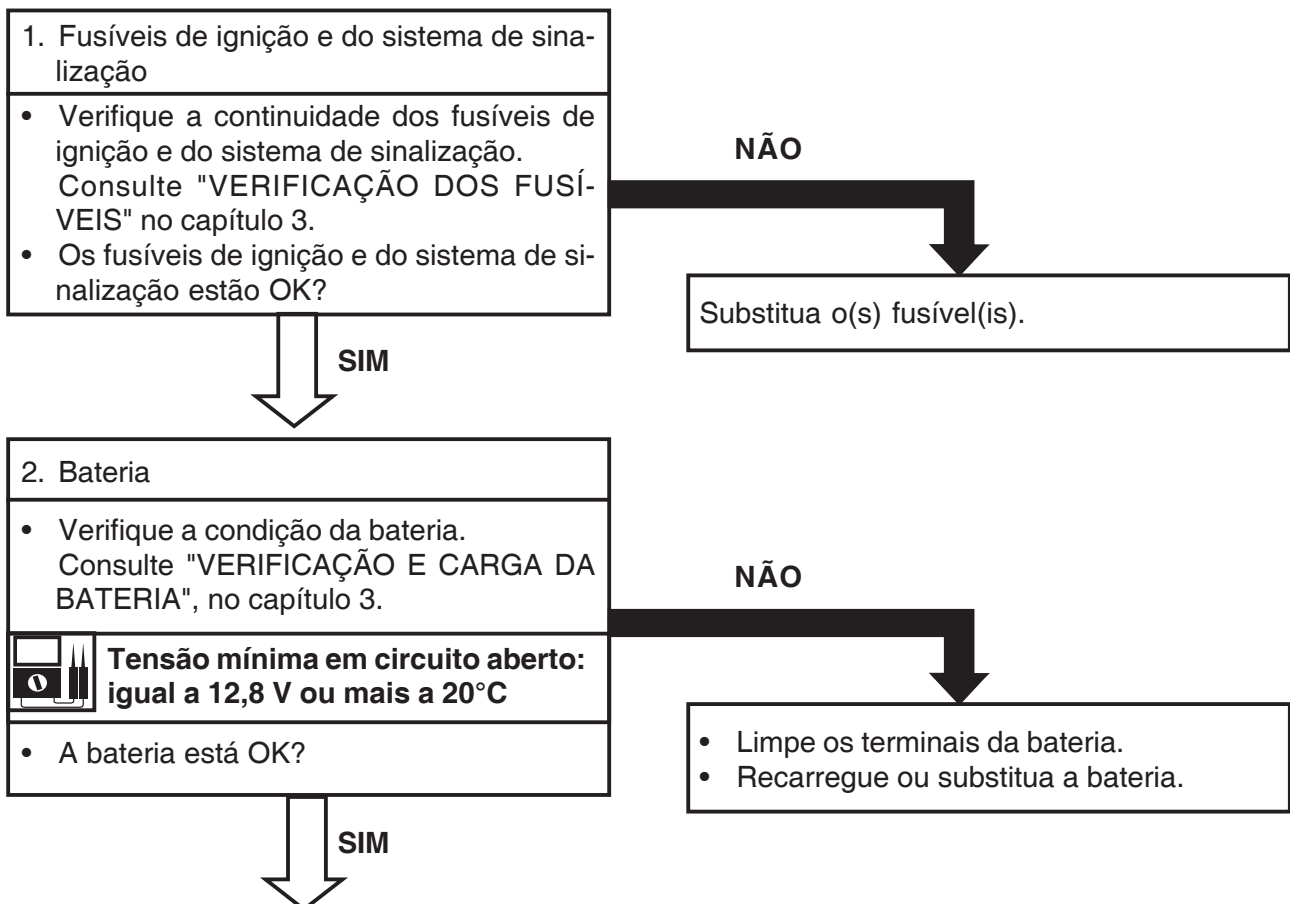 1. Fusíveis de ignição e do sistema de sina-
lização
• Verifique a continuidade dos fusíveis de
ignição e do sistema de sinalização.
Consulte "VERIFICAÇÃO DOS FUSÍ-
VEIS" no capítulo 3.
• Os fusíveis de ignição e do sistema de si-
nalização estão OK?
NÃO
Substitua o(s) fusível(is).
SIM
2. Bateria
• Verifique a condição da bateria.
Consulte "VERIFICAÇÃO E CARGA DA
BATERIA", no capítulo 3.
Tensão mínima em circuito aberto:
igual a 12,8 V ou mais a 20°C
• A bateria está OK?
NÃO
• Limpe os terminais da bateria.
• Recarregue ou substitua a bateria.
SIM